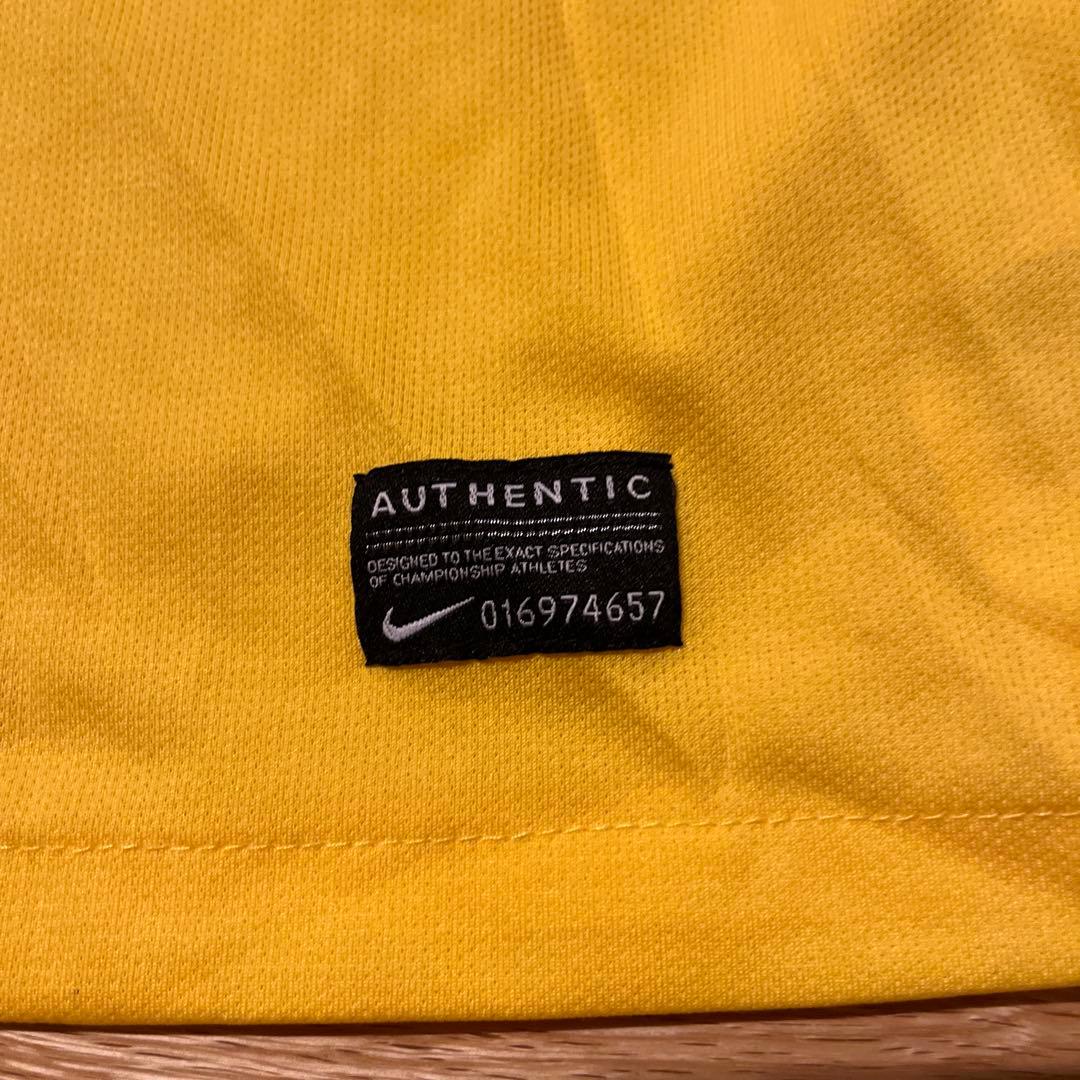 AUTHENTIC
DESIGNED TO THE EXACT SPECIFICATIONS
OF CHAMPIONSHIP ATHLETES
016974657